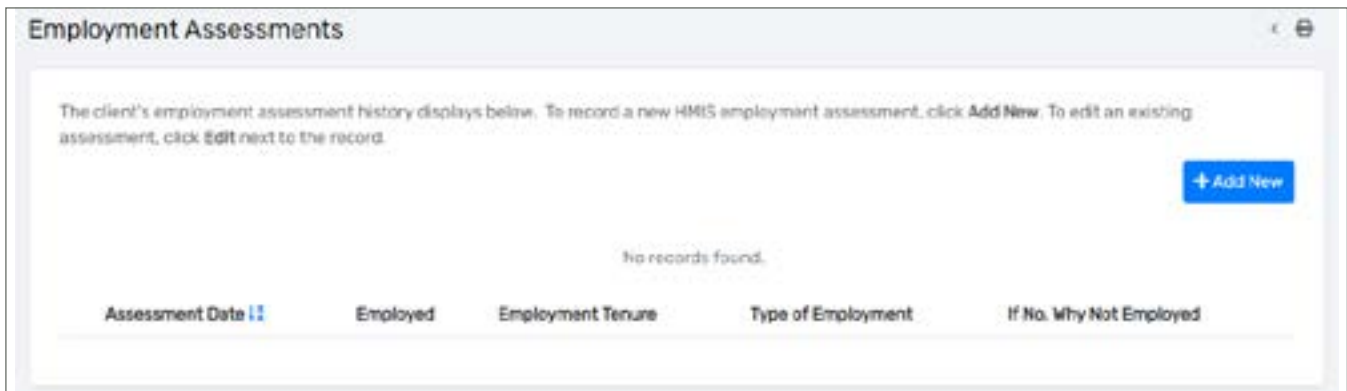 Employment Assessments
The client's employment assessment history displays below. To record a new HMIS employment assessment, click Add New. To edit an existing
assessment, click Edit next to the record.
+ Add New
No records found.
Assessment Date Employed Employment Tenure Type of Employment If No, Why Not Employed